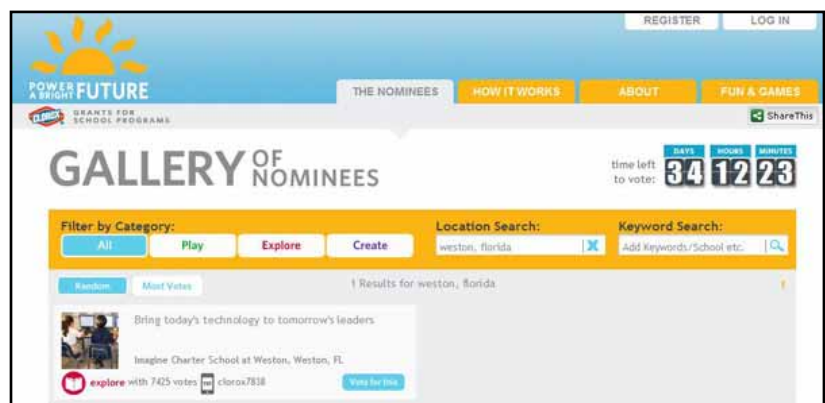 REGISTER LOG IN
POWER A BRIGHT FUTURE
THE NOMINEES HOW IT WORKS ABOUT FUN & GAMES
CLOROX GRANTS FOR SCHOOL PROGRAMS
ShareThis
GALLERY OF NOMINEES
time left to vote: DAYS 34 HOURS 12 MINUTES 23
Filter by Category: Location Search: Keyword Search:
All Play Explore Create weston, florida X Add Keywords/School etc.
Random Most Votes 1 Results for weston, florida 1
Bring today's technology to tomorrow's leaders
Imagine Charter School at Weston, Weston, FL
explore with 7425 votes clorox7838 Vote for this